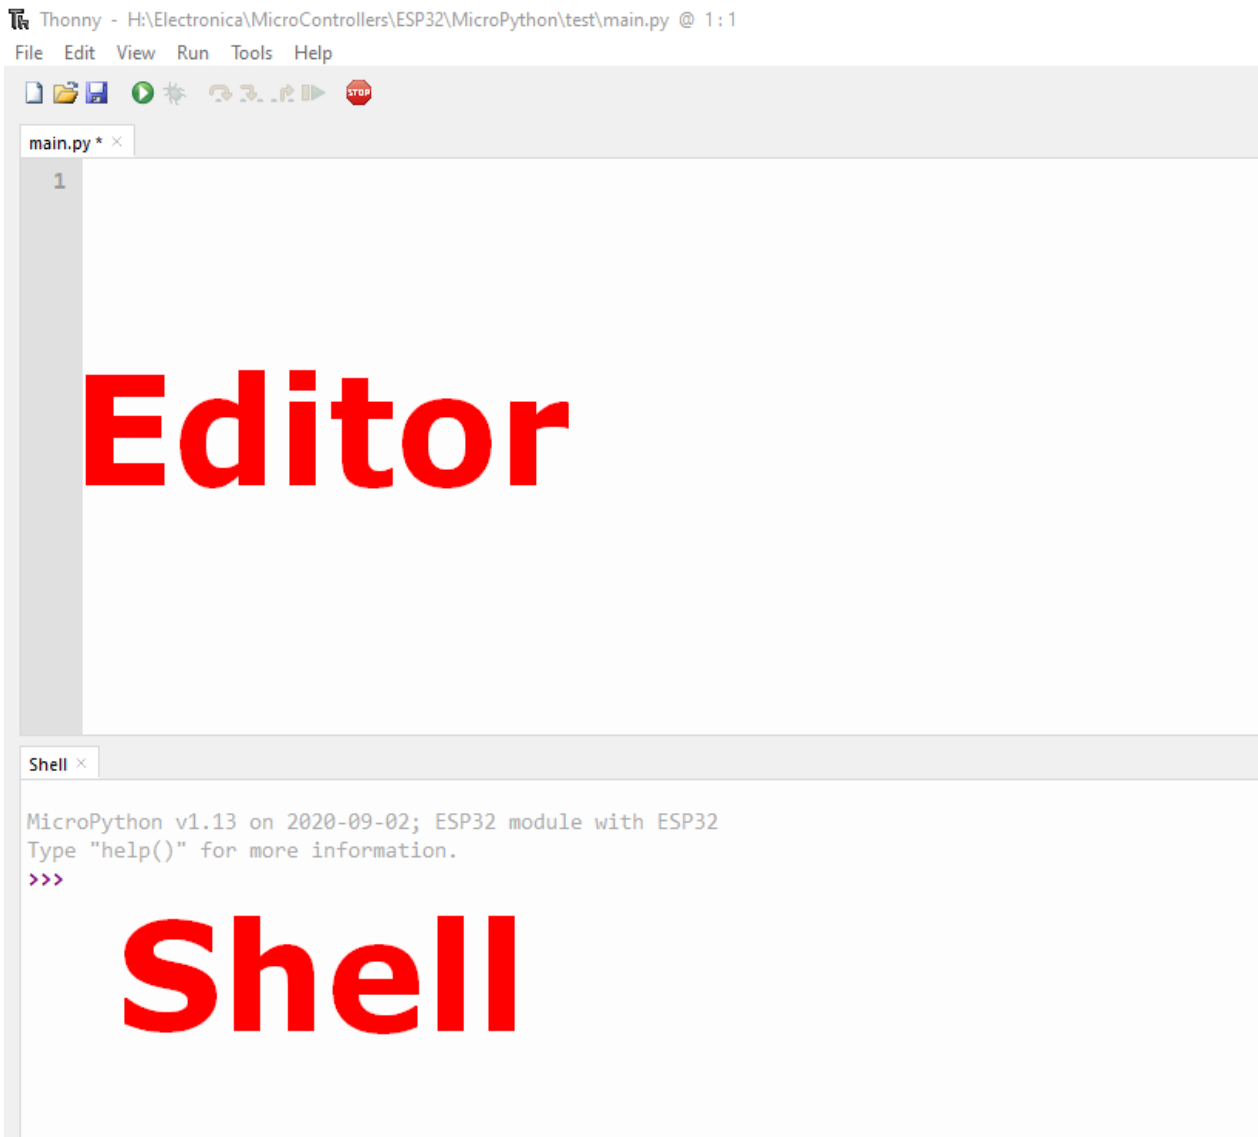 Thonny - H:\Electronica\MicroControllers\ESP32\MicroPython\test\main.py @ 1:1
File Edit View Run Tools Help
STOP
main.py * ×
1
Editor
Shell ×
MicroPython v1.13 on 2020-09-02; ESP32 module with ESP32
Type "help()" for more information.
>>>
Shell